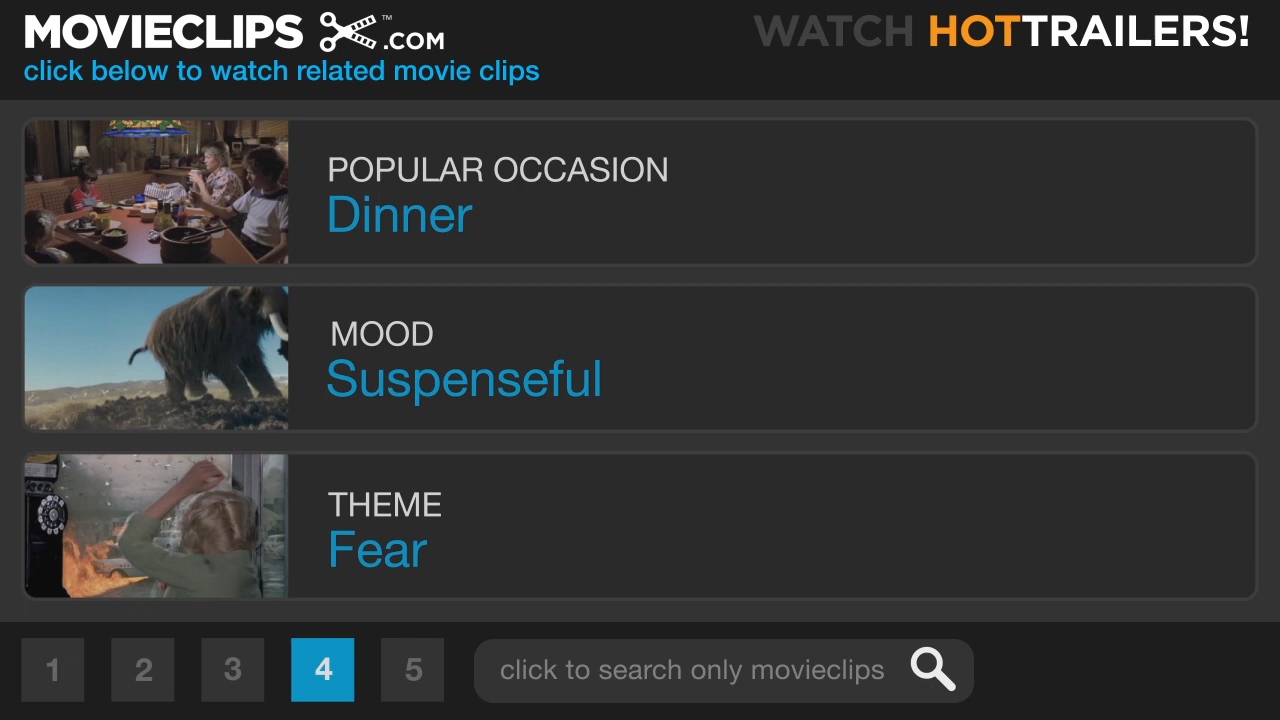 MOVIECLIPS ™ .COM
WATCH HOTTRAILERS!
click below to watch related movie clips
POPULAR OCCASION
Dinner
MOOD
Suspenseful
THEME
Fear
1 2 3 4 5
click to search only movieclips